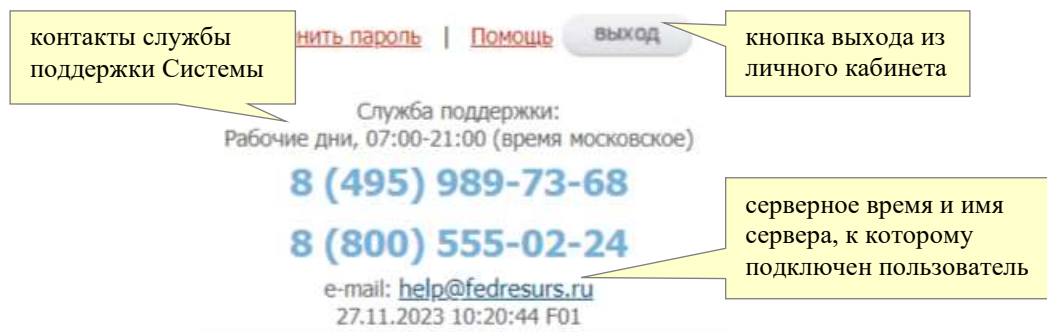 контакты службы
поддержки Системы
нить пароль | Помощь выход
кнопка выхода из
личного кабинета
Служба поддержки:
Рабочие дни, 07:00-21:00 (время московское)
8 (495) 989-73-68
8 (800) 555-02-24
серверное время и имя
сервера, к которому
подключен пользователь
e-mail: help@fedresurs.ru
27.11.2023 10:20:44 F01